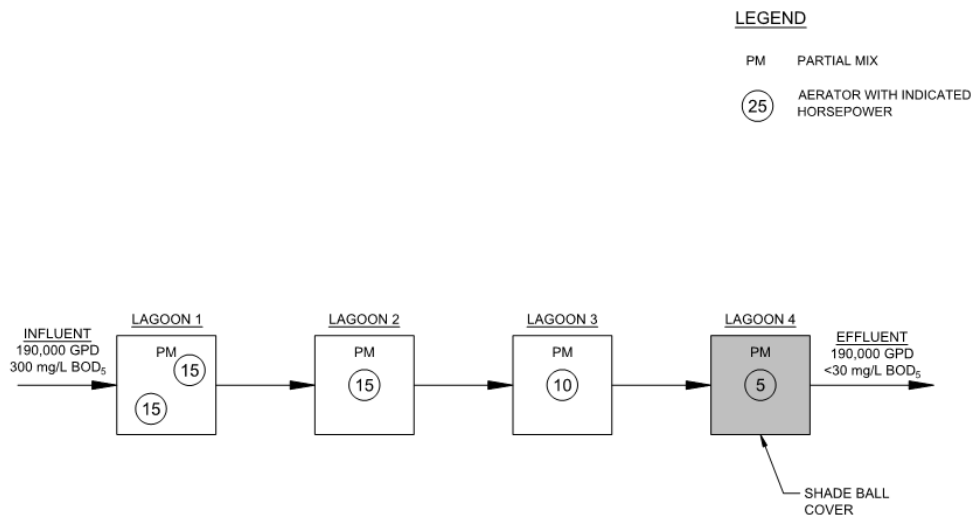 LEGEND
PM PARTIAL MIX
25 AERATOR WITH INDICATED
HORSEPOWER
INFLUENT
190,000 GPD
300 mg/L BOD₅
LAGOON 1
PM
15
15
LAGOON 2
PM
15
LAGOON 3
PM
10
LAGOON 4
PM
5
EFFLUENT
190,000 GPD
<30 mg/L BOD₅
SHADE BALL
COVER